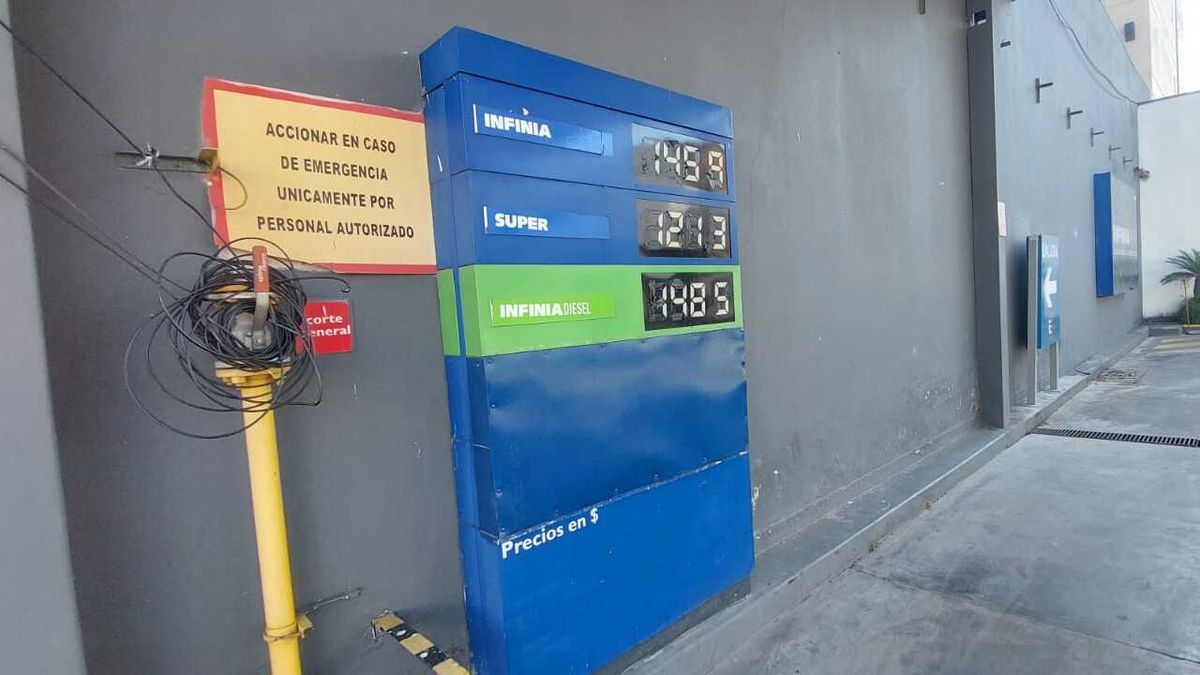 ACCIONAR EN CASO
DE EMERGENCIA
UNICAMENTE POR
PERSONAL AUTORIZADO
corte
general
INFINIA
SUPER
1213
INFINIA DIESEL
1485
Precios en $
SALIDA
E